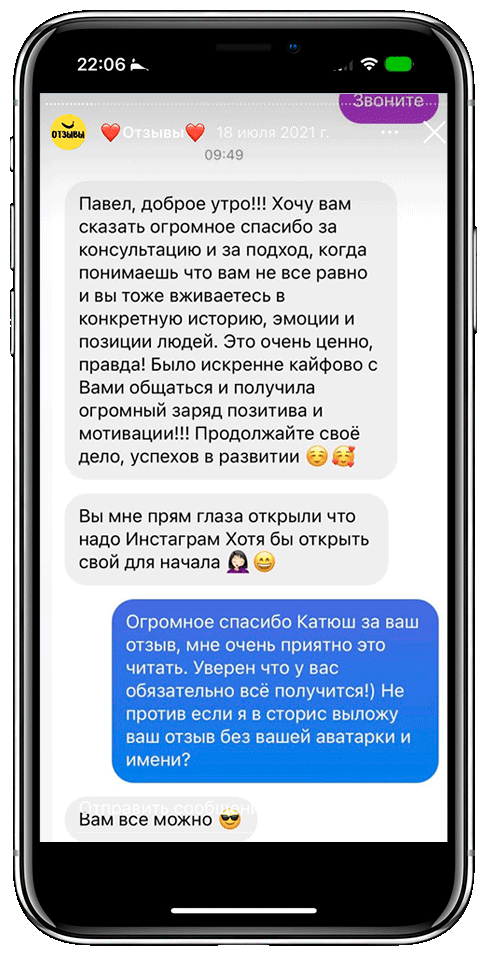 22:06
Звоните
ОТЗЫВЫ
❤️Отзывы❤️ 18 июля 2021 г.
09:49
Павел, доброе утро!!! Хочу вам
сказать огромное спасибо за
консультацию и за подход, когда
понимаешь что вам не все равно
и вы тоже вживаетесь в
конкретную историю, эмоции и
позиции людей. Это очень ценно,
правда! Было искренне кайфово с
Вами общаться и получила
огромный заряд позитива и
мотивации!!! Продолжайте своё
дело, успехов в развитии ☺️🥰
Вы мне прям глаза открыли что
надо Инстаграм Хотя бы открыть
свой для начала 🤦🏻‍♀️😄
Огромное спасибо Катюш за ваш
отзыв, мне очень приятно это
читать. Уверен что у вас
обязательно всё получится!) Не
против если я в сторис выложу
ваш отзыв без вашей аватарки и
имени?
Отправить сообщен
Вам все можно 😎